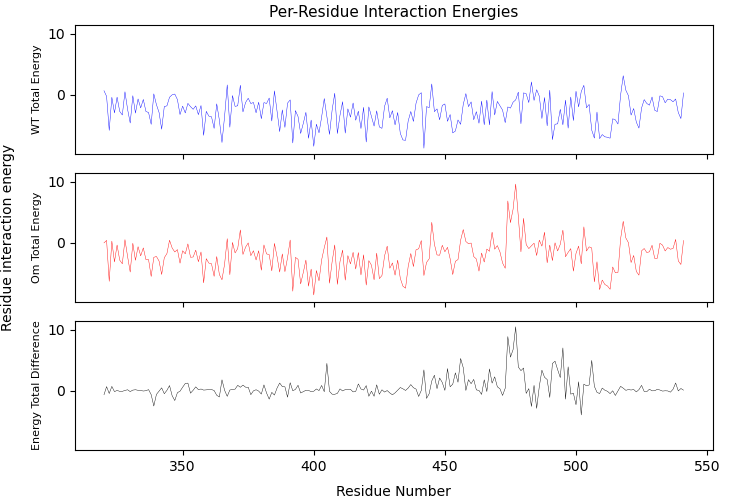 Per-Residue Interaction Energies
Residue interaction energy
WT Total Energy
10
0
Om Total Energy
10
0
Energy Total Difference
10
0
350 400 450 500 550
Residue Number